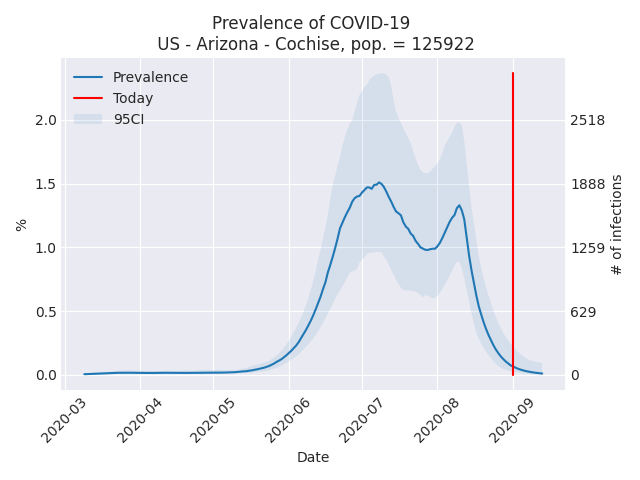 Prevalence of COVID-19
US - Arizona - Cochise, pop. = 125922
Prevalence
Today
95CI
2.0
1.5
1.0
0.5
0.0
%
2518
1888
1259
629
0
# of infections
2020-03
2020-04
2020-05
2020-06
2020-07
2020-08
2020-09
Date